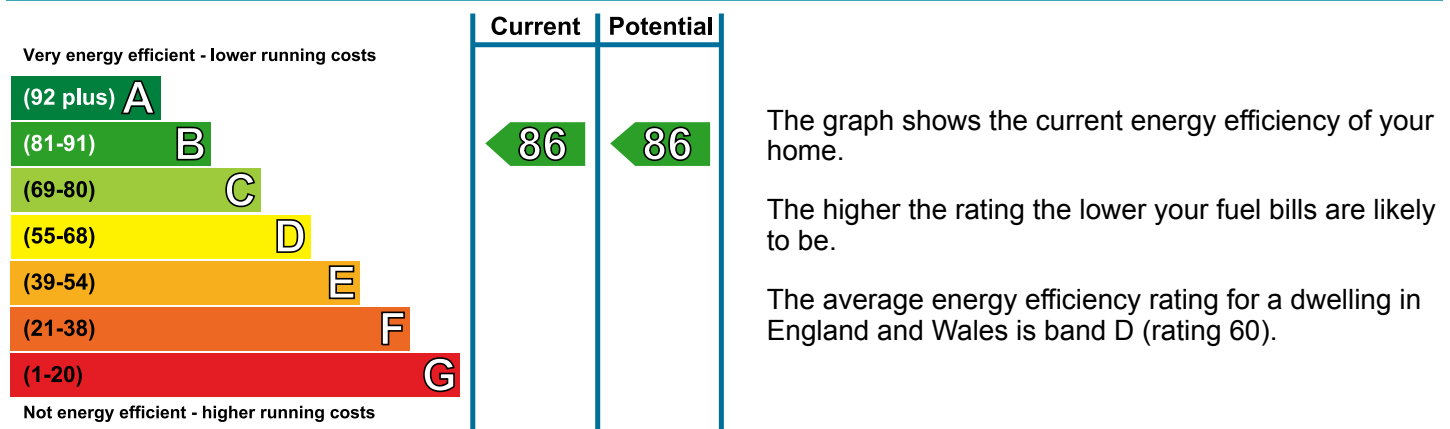 Current Potential
Very energy efficient - lower running costs
(92 plus) A
(81-91) B
86 86
(69-80) C
(55-68) D
(39-54) E
(21-38) F
(1-20) G
Not energy efficient - higher running costs
The graph shows the current energy efficiency of your
home.
The higher the rating the lower your fuel bills are likely
to be.
The average energy efficiency rating for a dwelling in
England and Wales is band D (rating 60).